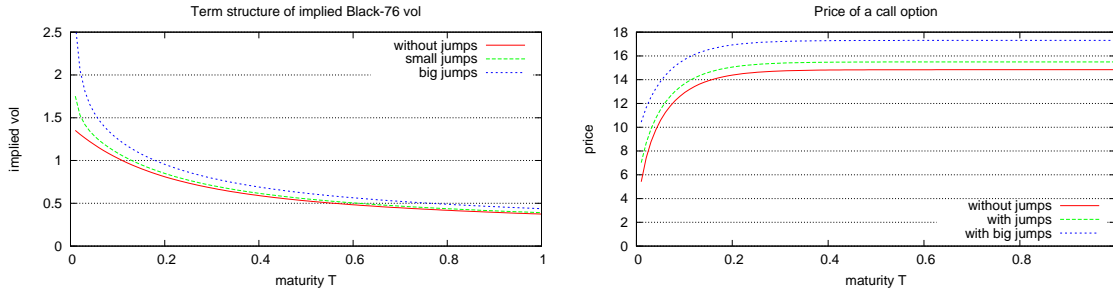 Term structure of implied Black-76 vol
2.5
2
1.5
1
0.5
0
0 0.2 0.4 0.6 0.8 1
implied vol
maturity T
without jumps
small jumps
big jumps
Price of a call option
18
16
14
12
10
8
6
4
2
0
0 0.2 0.4 0.6 0.8
price
maturity T
without jumps
with jumps
with big jumps